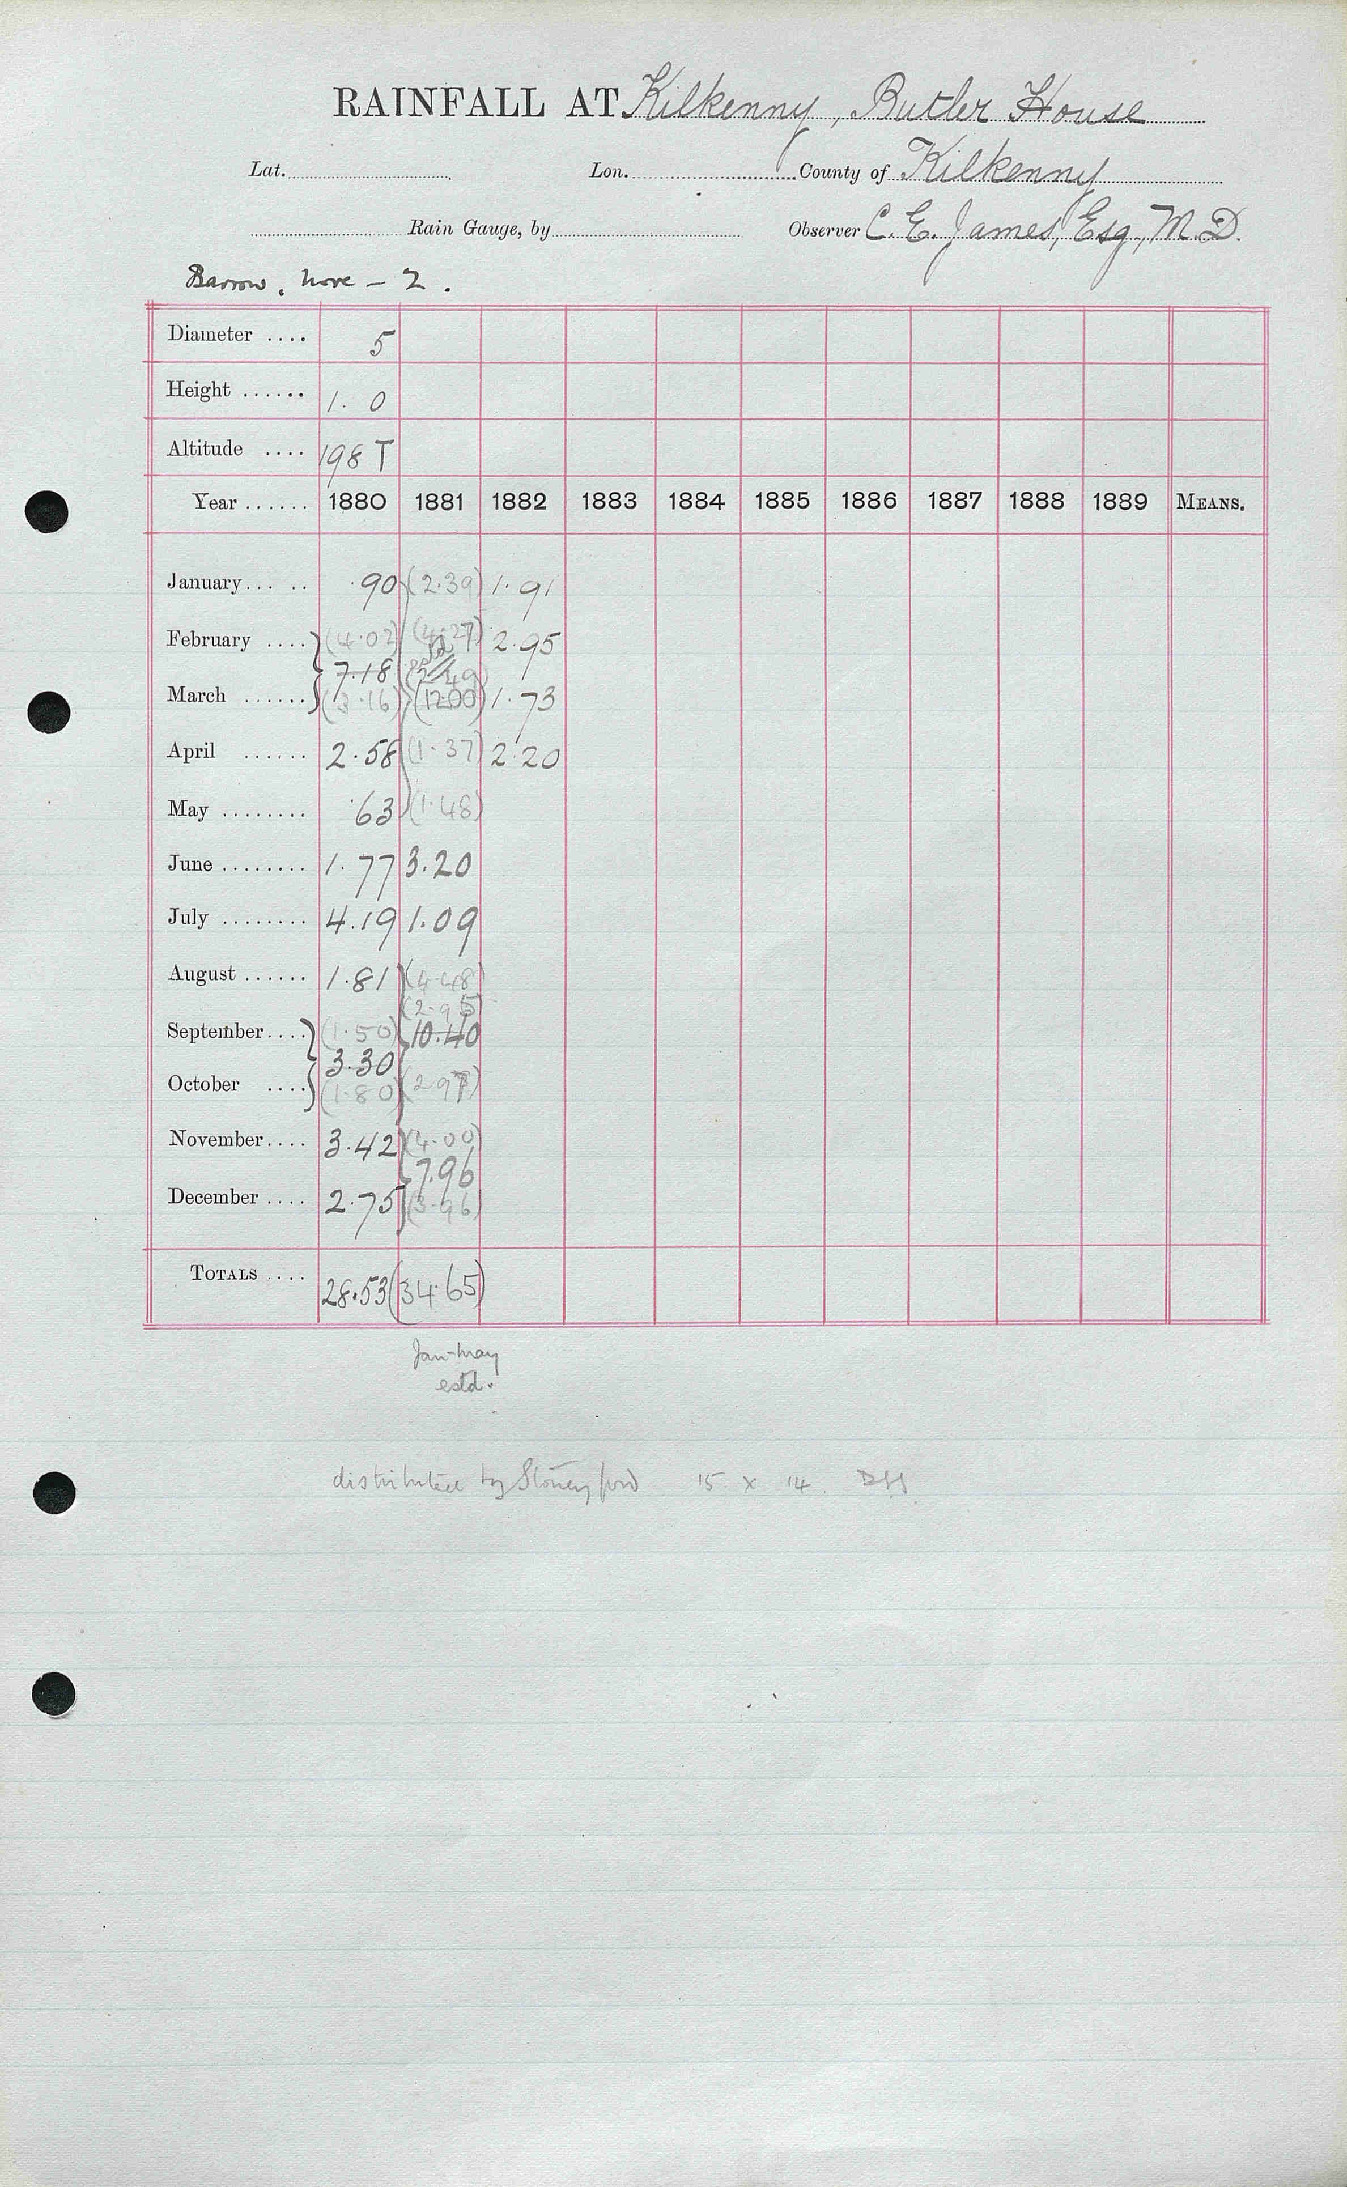 RAINFALL AT Kilkenny, Butler House
Lat. Lon. County of Kilkenny
Rain Gauge, by Observer C. E. James, Esq., M.D.
Barrow, Nore – 2.
Diameter .... 5
Height ...... 1. 0
Altitude .... 198 T
Year ...... 1880 1881 1882 1883 1884 1885 1886 1887 1888 1889 MEANS.
January ... .. .90 (2.39) 1.91
February .... (4.02) (4.27) 2.95
7.18 estd (2.49)
March ...... (3.16) (12.00) 1.73
April ...... 2.58 (1.37) 2.20
May ........ .63 (1.48)
June ........ 1.77 3.20
July ........ 4.19 1.09
August ...... 1.81 (4.48)
(2.95)
September .... (1.50) 10.40
3.30
October .... (1.80) (2.97)
November .... 3.42 (4.00)
7.96
December .... 2.75 (3.96)
TOTALS .... 28.53 (34.65)
Jan-May
estd.
distributed by Stoneyford 15 x 14.